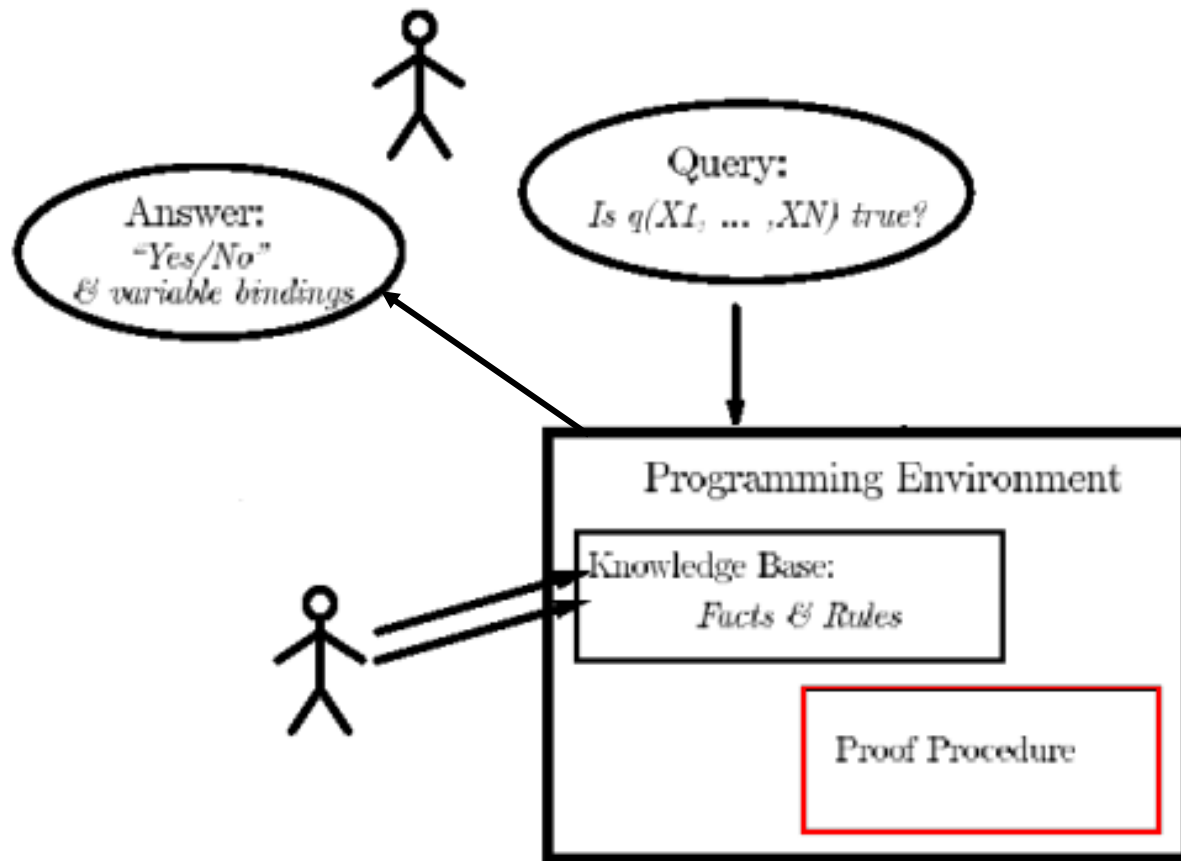 Query:
Is q(X1, ... ,XN) true?
Answer:
“Yes/No”
& variable bindings
Programming Environment
Knowledge Base:
Facts & Rules
Proof Procedure